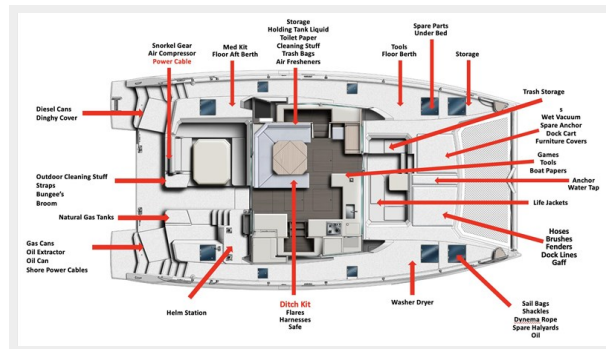 Storage
Holding Tank Liquid
Toilet Paper
Cleaning Stuff
Trash Bags
Air Fresheners
Spare Parts
Under Bed
Snorkel Gear
Air Compressor
Power Cable
Med Kit
Floor Aft Berth
Tools
Floor Berth
Storage
Trash Storage
Diesel Cans
Dinghy Cover
s
Wet Vacuum
Spare Anchor
Dock Cart
Furniture Covers
Games
Tools
Boat Papers
Outdoor Cleaning Stuff
Straps
Bungee's
Broom
Anchor
Water Tap
Life Jackets
Natural Gas Tanks
Hoses
Brushes
Fenders
Dock Lines
Gaff
Gas Cans
Oil Extractor
Oil Can
Shore Power Cables
Helm Station
Ditch Kit
Flares
Harnesses
Safe
Washer Dryer
Sail Bags
Shackles
Dynema Rope
Spare Halyards
Oil